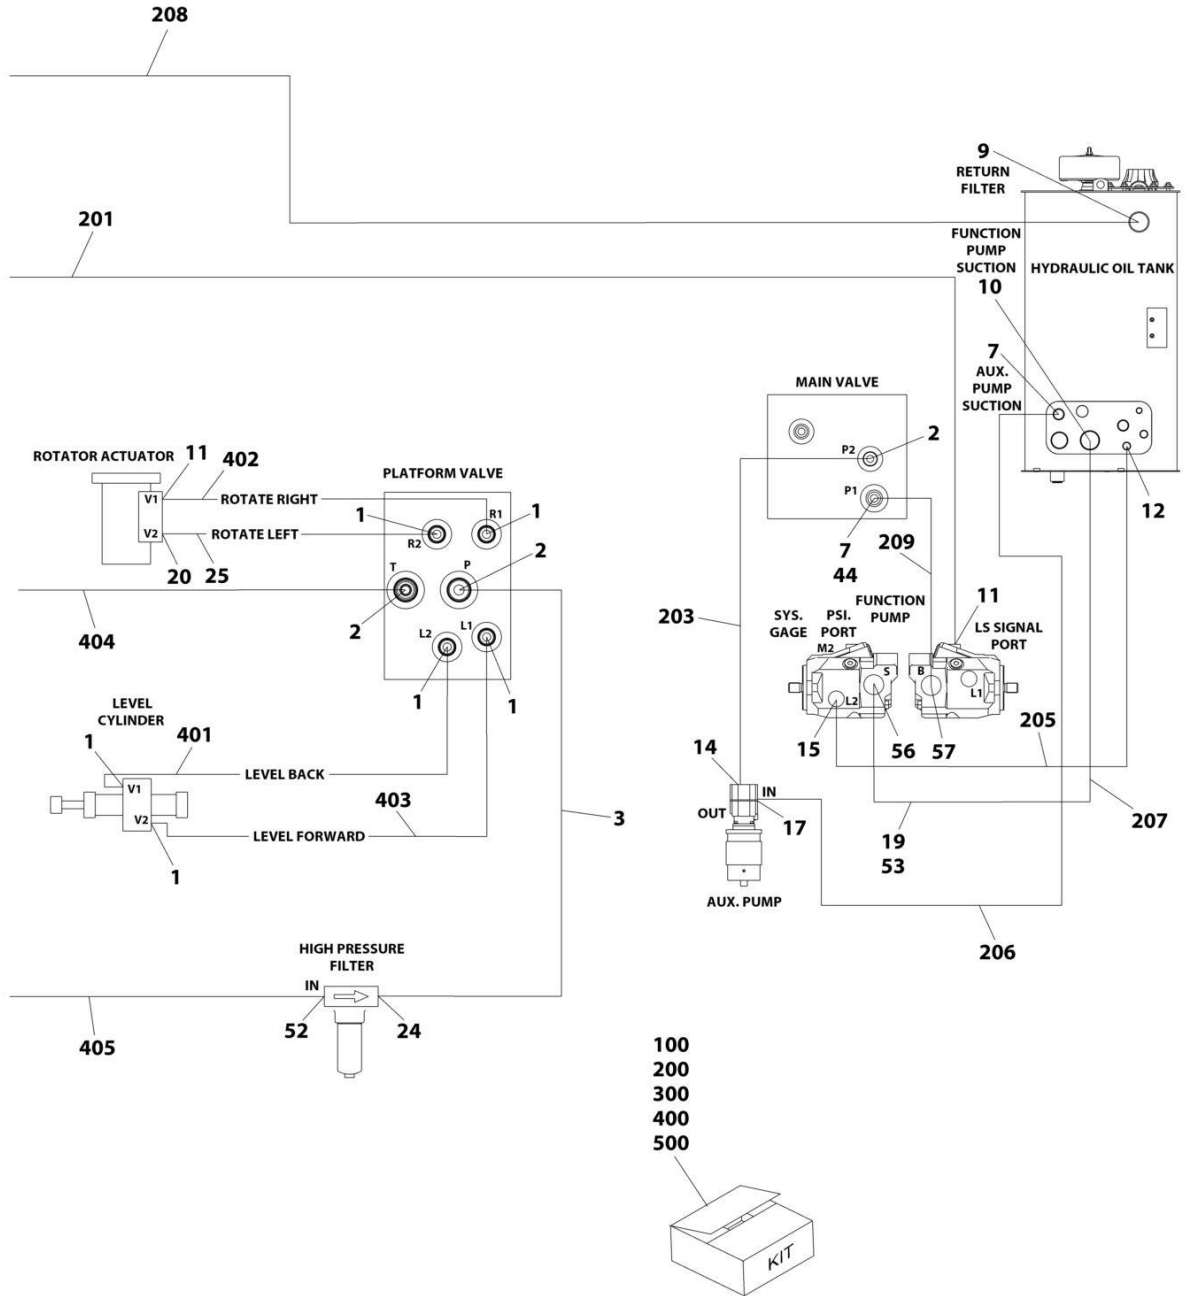 208
9
RETURN
FILTER
201
FUNCTION
PUMP
SUCTION
10
HYDRAULIC OIL TANK
7
AUX.
PUMP
SUCTION
MAIN VALVE
P2
2
P1
7
44
209
12
ROTATOR ACTUATOR
11
402
V1
ROTATE RIGHT
V2
ROTATE LEFT
20
25
PLATFORM VALVE
1
R1
1
R2
T
P
2
404
2
L2
L1
1
1
203
SYS.
GAGE
PSI.
PORT
M2
FUNCTION
PUMP
11
LS SIGNAL
PORT
S
B
L2
L1
15
56
57
205
LEVEL
CYLINDER
1
401
V1
LEVEL BACK
403
V2
LEVEL FORWARD
1
3
14
IN
OUT
17
AUX. PUMP
19
53
207
206
HIGH PRESSURE
FILTER
IN
405
52
24
100
200
300
400
500
KIT